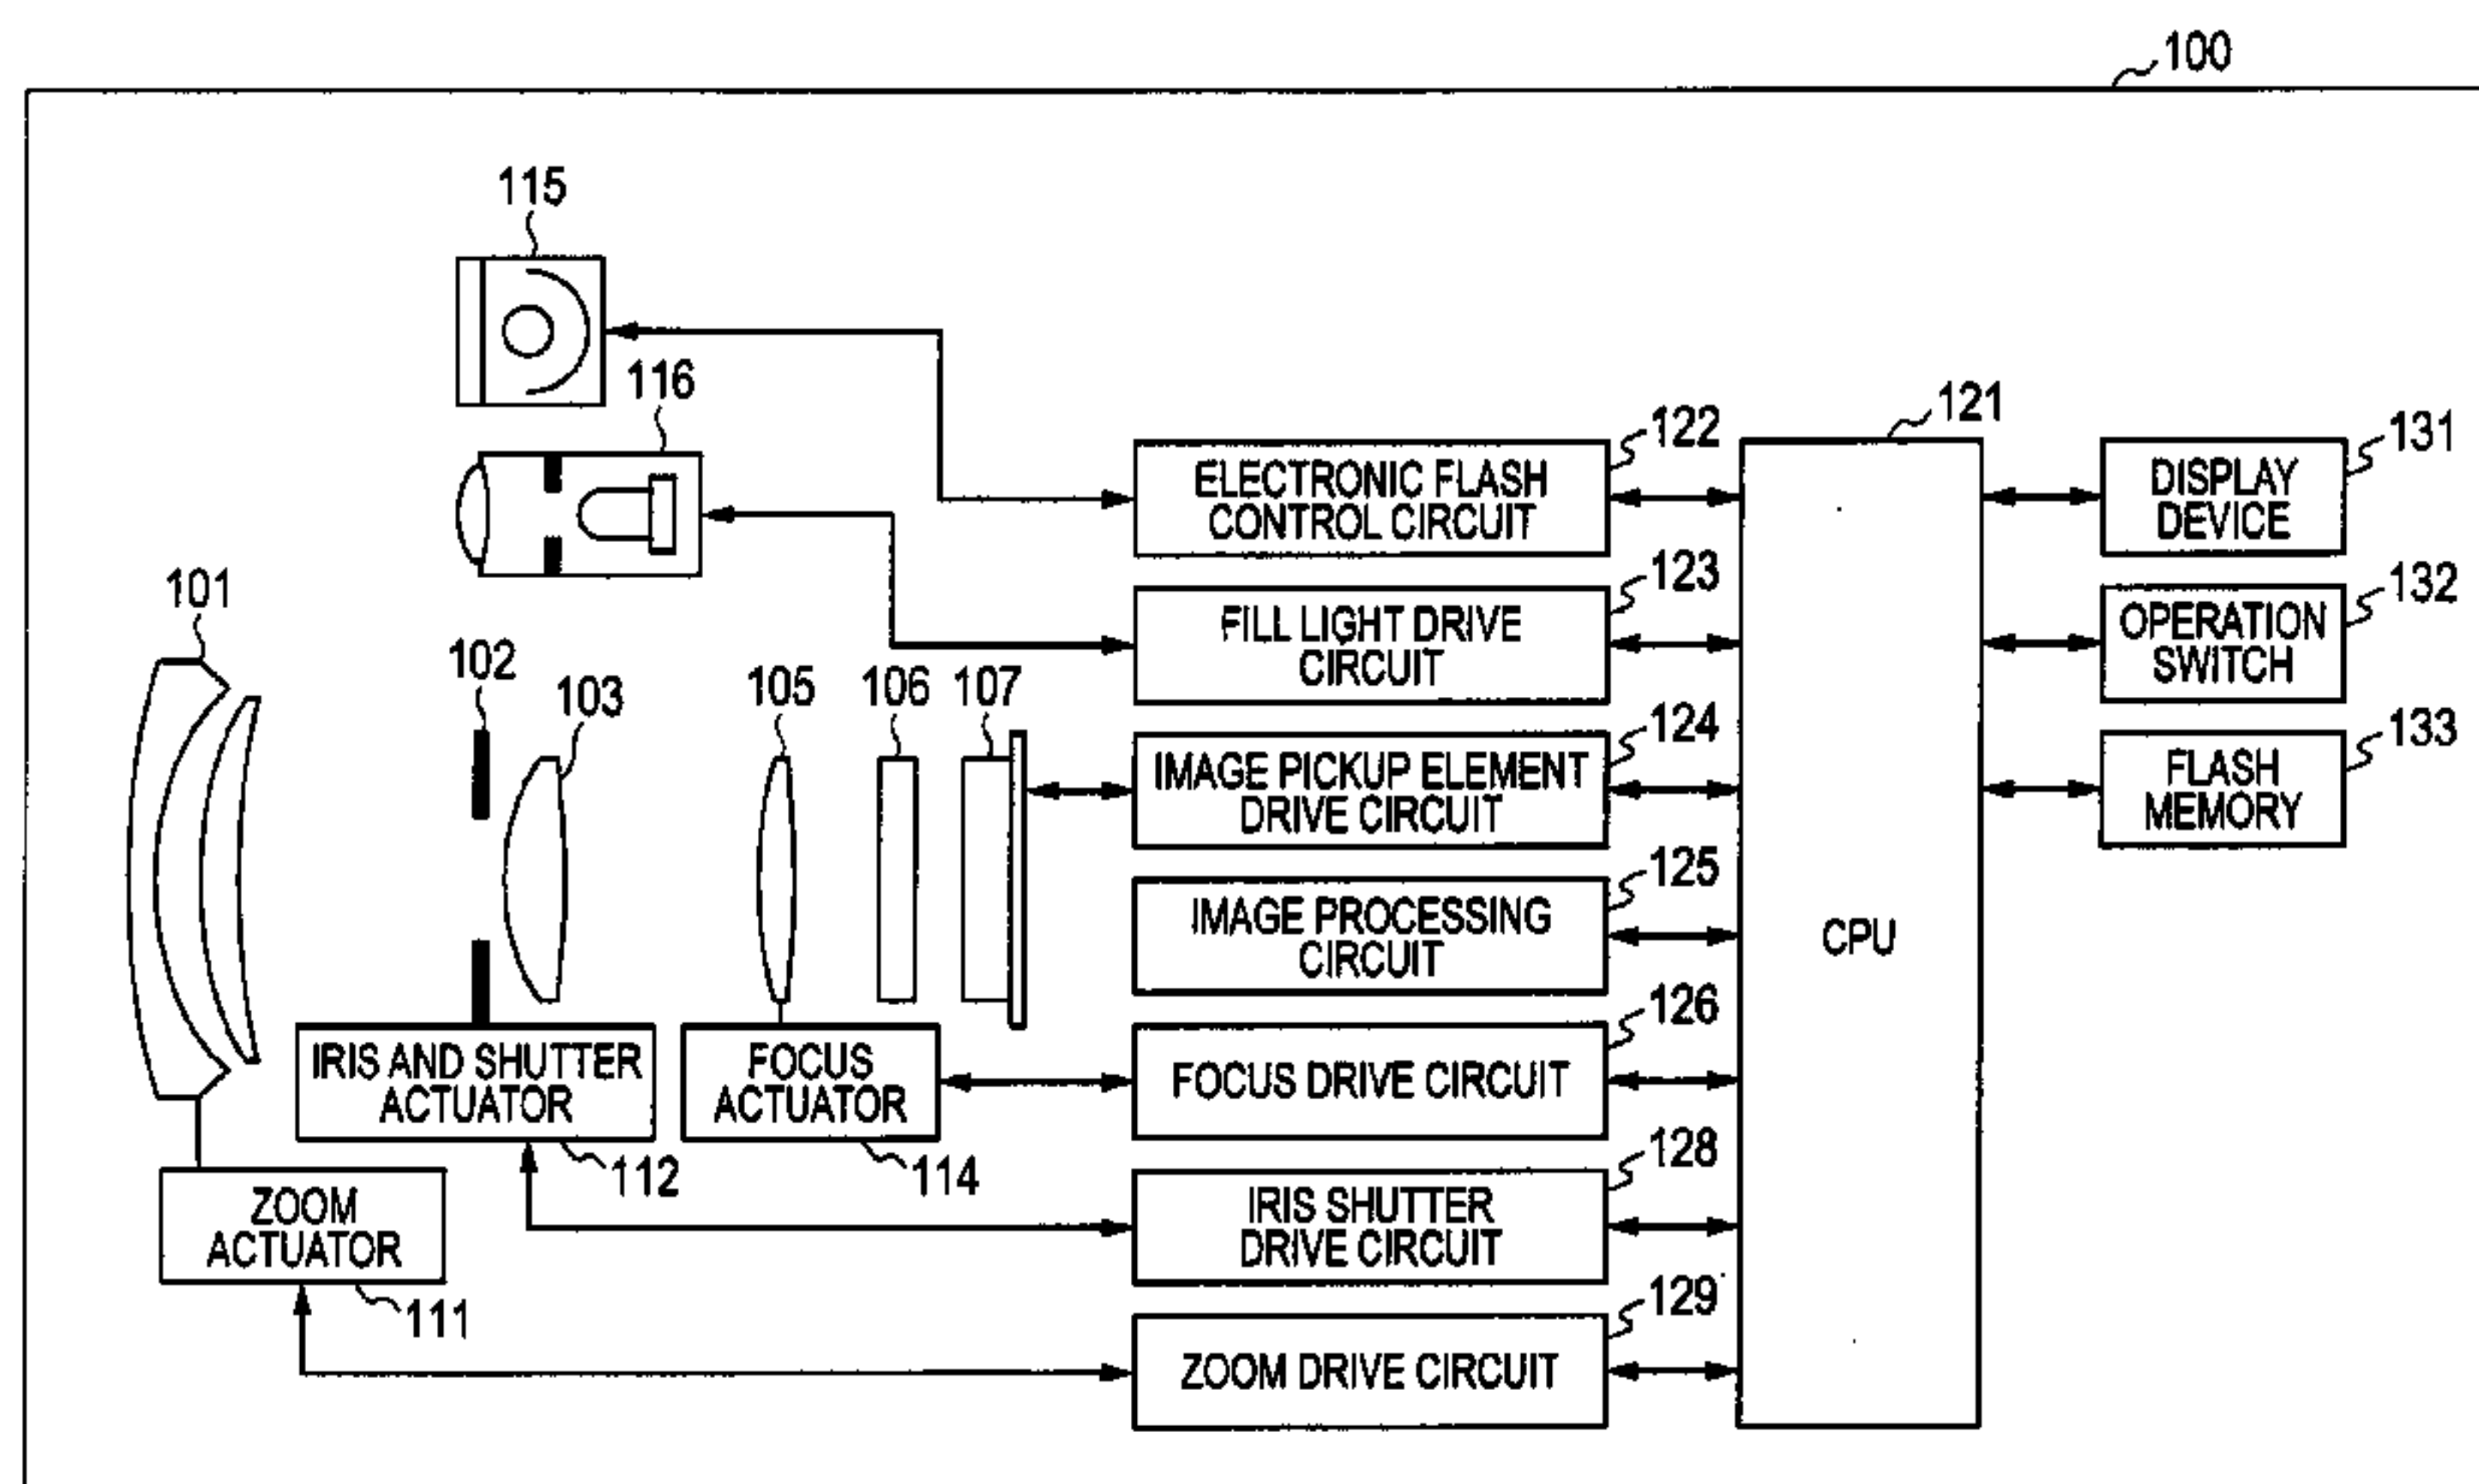 100
115
116
121
122
131
ELECTRONIC FLASH
CONTROL CIRCUIT
DISPLAY
DEVICE
123
132
101
FILL LIGHT DRIVE
CIRCUIT
OPERATION
SWITCH
102
103
105
106
107
124
133
IMAGE PICKUP ELEMENT
DRIVE CIRCUIT
FLASH
MEMORY
125
IMAGE PROCESSING
CIRCUIT
CPU
126
IRIS AND SHUTTER
ACTUATOR
FOCUS
ACTUATOR
FOCUS DRIVE CIRCUIT
112
114
128
ZOOM
ACTUATOR
IRIS SHUTTER
DRIVE CIRCUIT
111
129
ZOOM DRIVE CIRCUIT